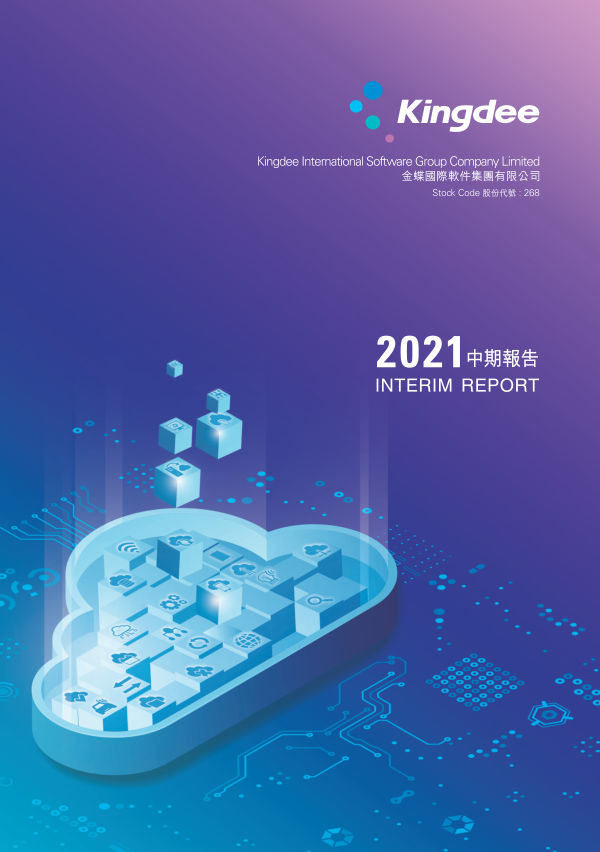 Kingdee
Kingdee International Software Group Company Limited
金蝶國際軟件集團有限公司
Stock Code 股份代號 : 268
2021中期報告
INTERIM REPORT